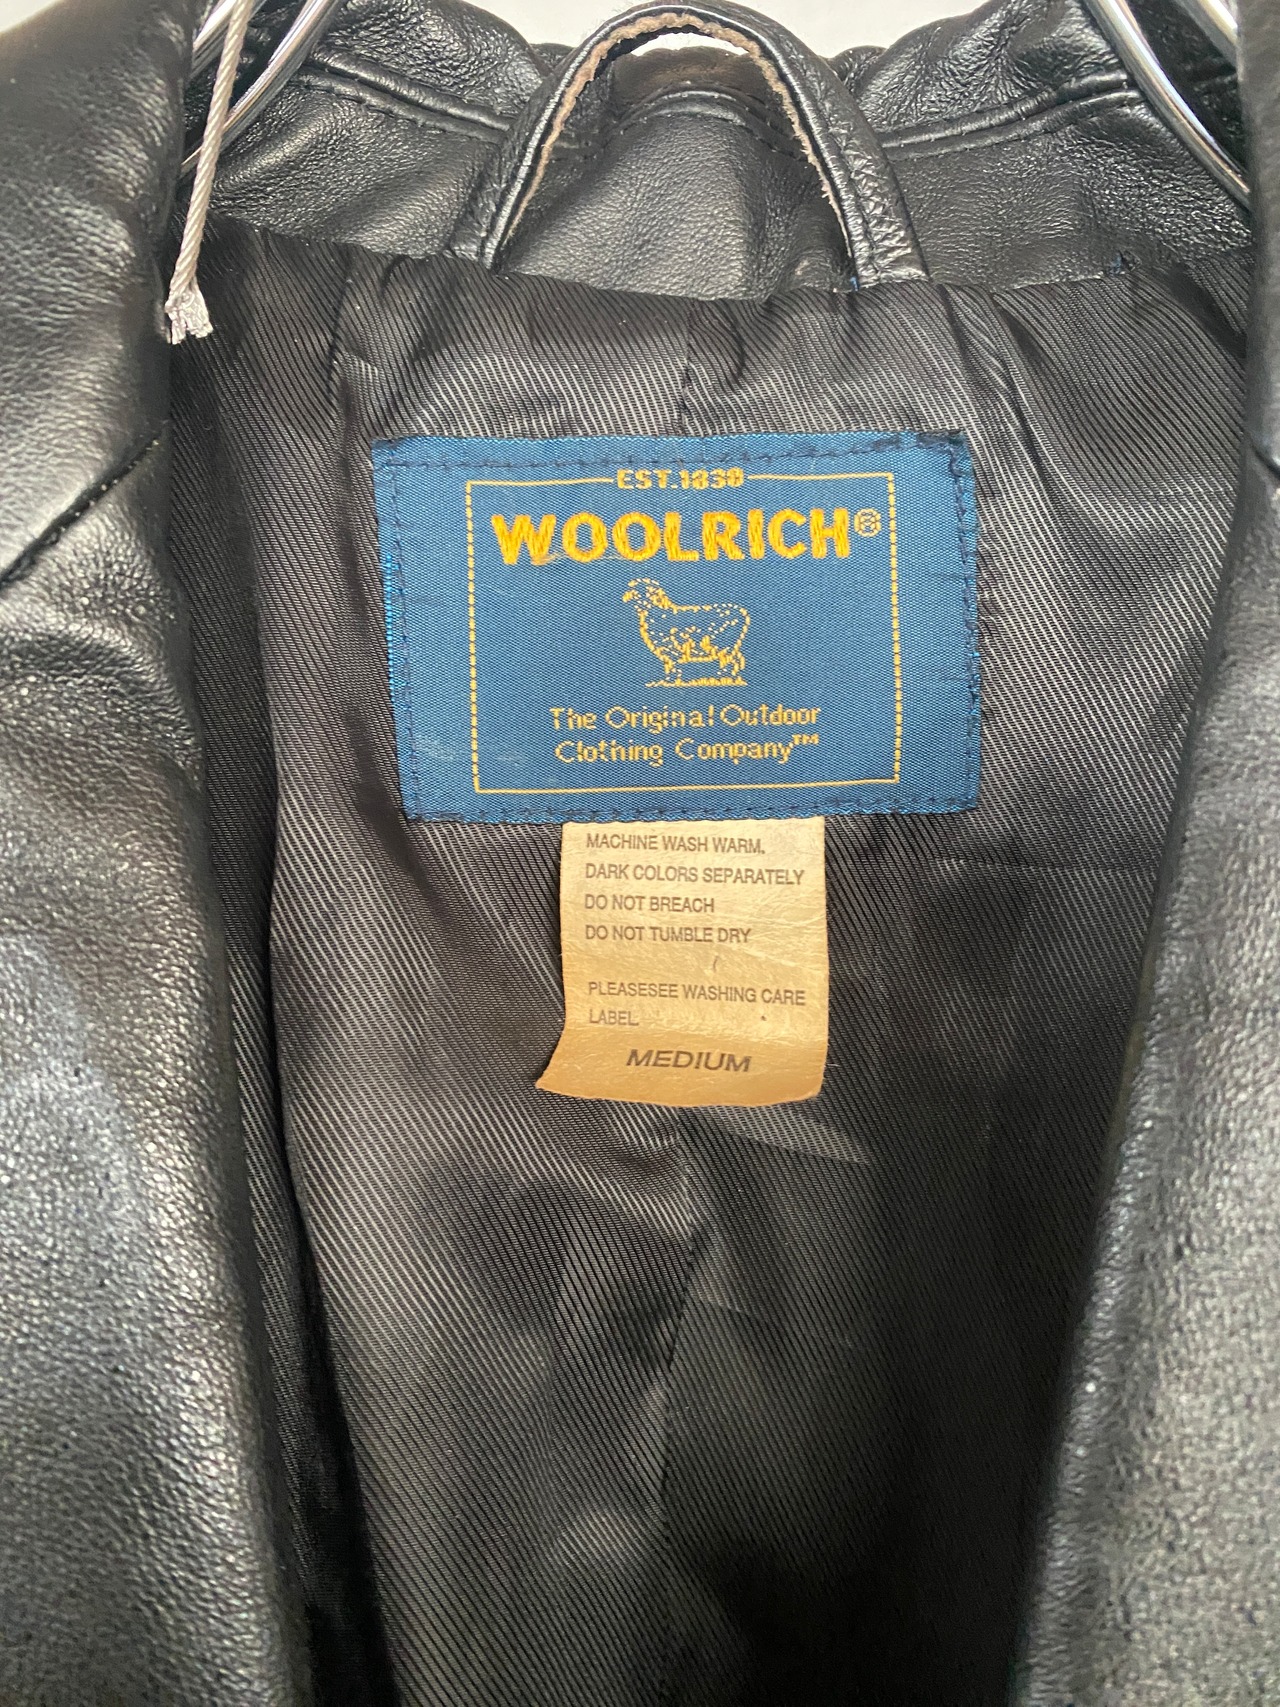 EST.1830
WOOLRICH®
The Original Outdoor
Clothing Company™
MACHINE WASH WARM.
DARK COLORS SEPARATELY
DO NOT BREACH
DO NOT TUMBLE DRY
PLEASESEE WASHING CARE
LABEL.
MEDIUM